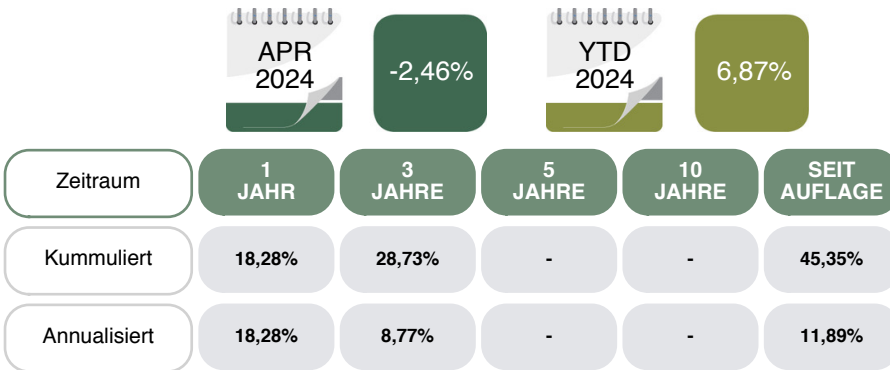 APR
2024
-2,46%
YTD
2024
6,87%
Zeitraum
1
JAHR
3
JAHRE
5
JAHRE
10
JAHRE
SEIT
AUFLAGE
Kummuliert
18,28%
28,73%
-
-
45,35%
Annualisiert
18,28%
8,77%
-
-
11,89%